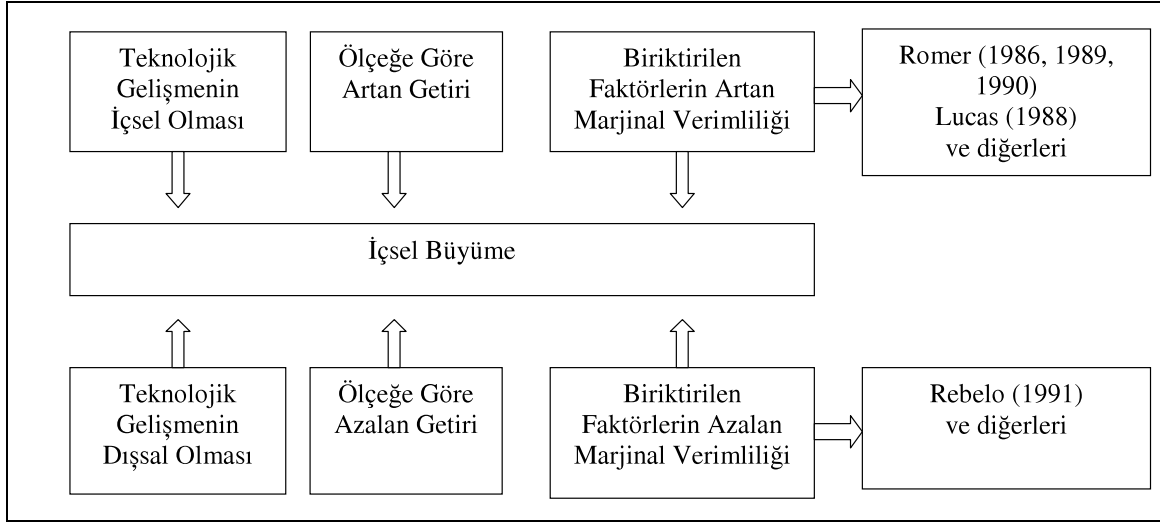 Teknolojik
Gelişmenin
İçsel Olması
Ölçeğe Göre
Artan Getiri
Biriktirilen
Faktörlerin Artan
Marjinal Verimliliği
Romer (1986, 1989,
1990)
Lucas (1988)
ve diğerleri
İçsel Büyüme
Teknolojik
Gelişmenin
Dışsal Olması
Ölçeğe Göre
Azalan Getiri
Biriktirilen
Faktörlerin Azalan
Marjinal Verimliliği
Rebelo (1991)
ve diğerleri